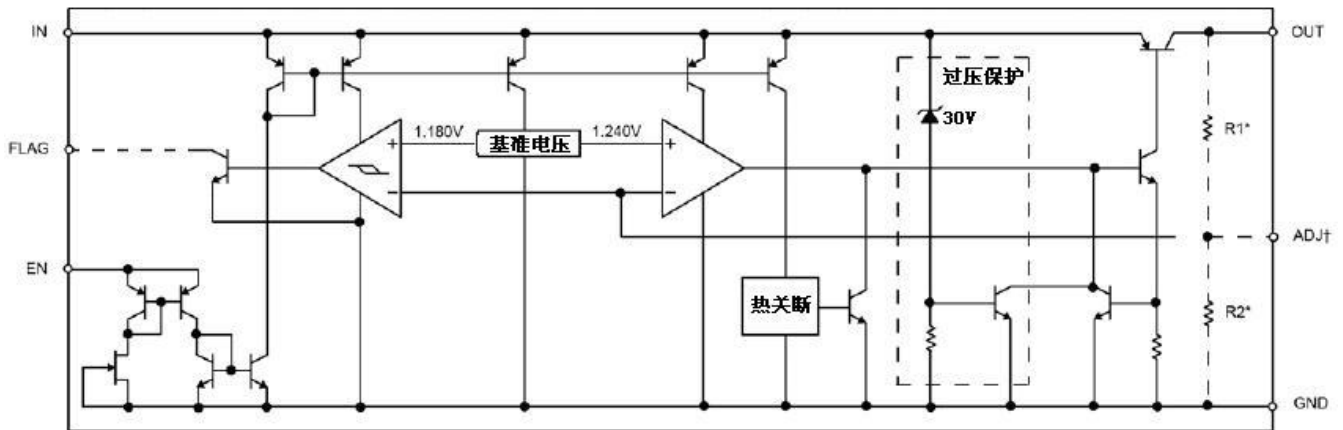 IN
OUT
过压保护
30V
R1*
FLAG
1.180V
基准电压
1.240V
+
+
−
−
ADJ†
EN
热关断
R2*
GND